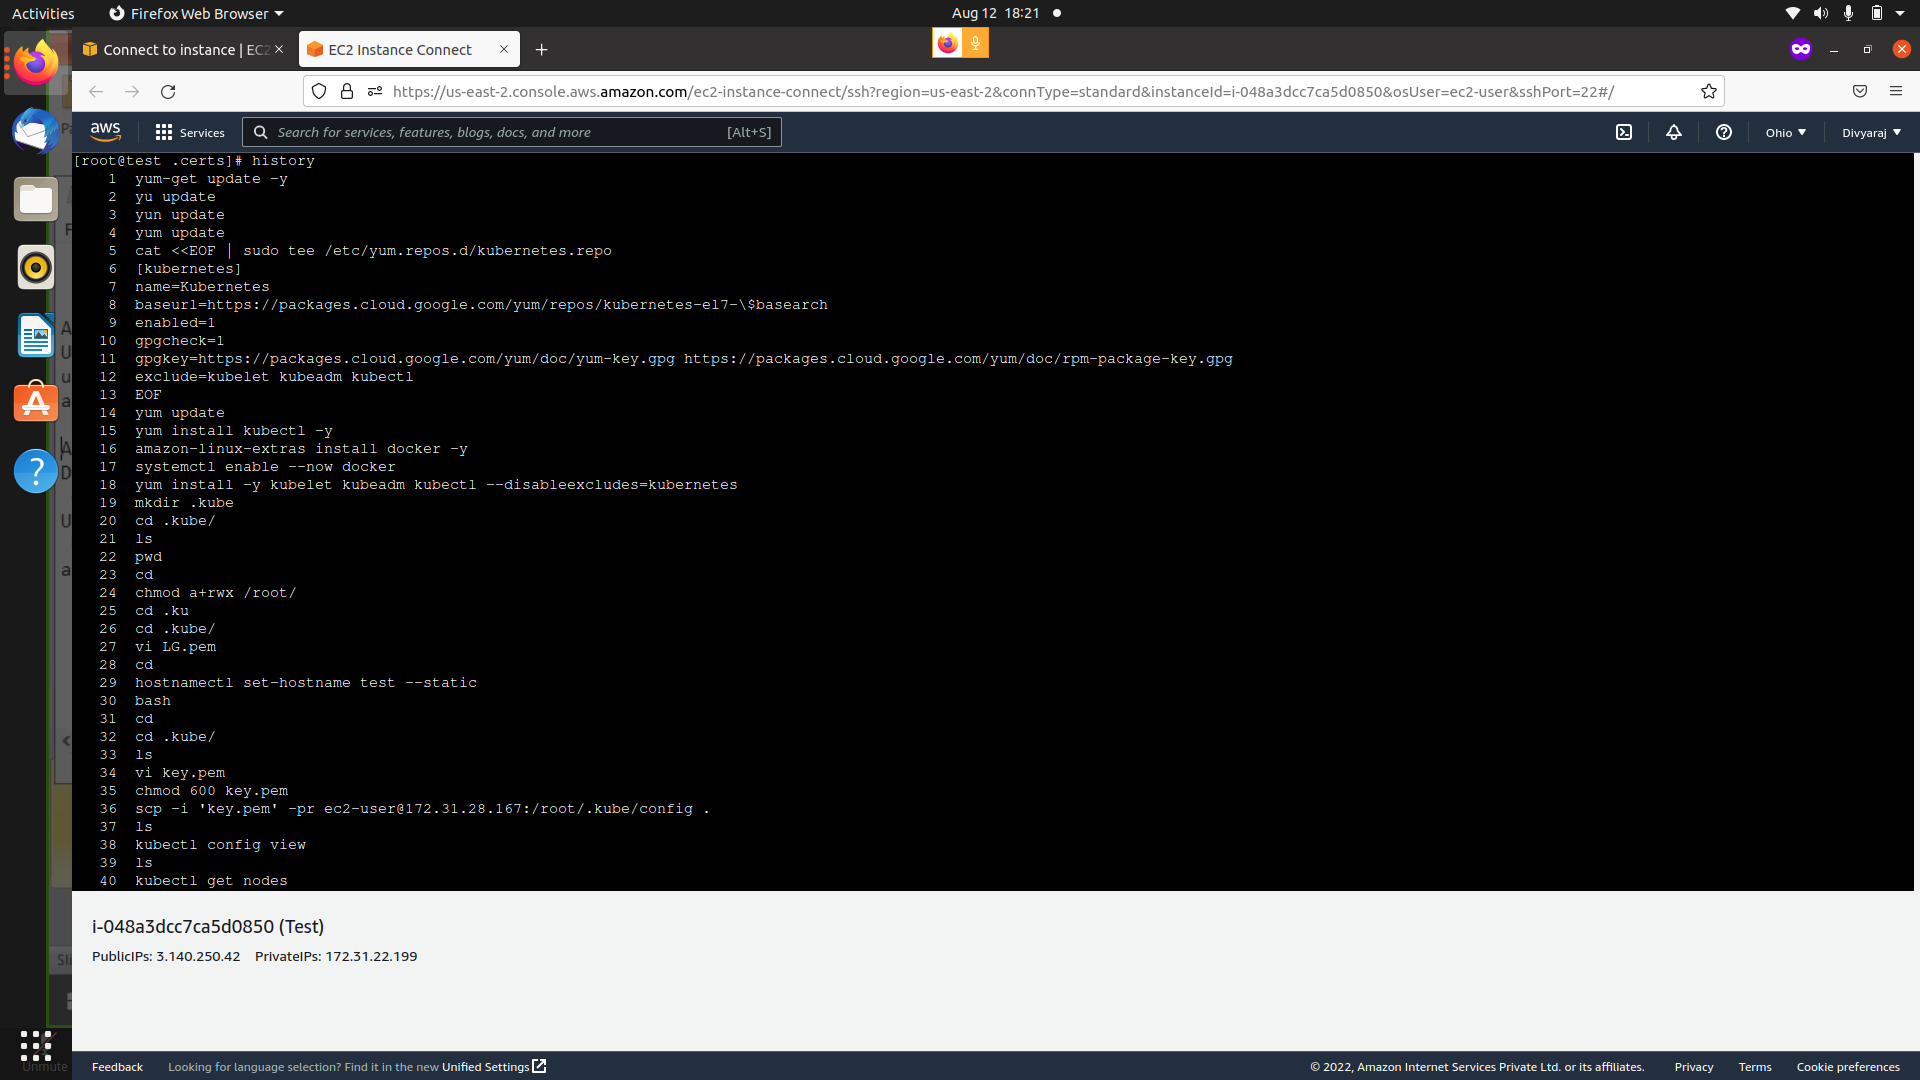 Activities
Firefox Web Browser
Aug 12 18:21
Connect to instance | EC2
EC2 Instance Connect
https://us-east-2.console.aws.amazon.com/ec2-instance-connect/ssh?region=us-east-2&connType=standard&instanceId=i-048a3dcc7ca5d0850&osUser=ec2-user&sshPort=22#/
aws
Services
Search for services, features, blogs, docs, and more
[Alt+S]
Ohio
Divyaraj
[root@test .certs]# history
1 yum-get update -y
2 yu update
3 yun update
4 yum update
5 cat <<EOF | sudo tee /etc/yum.repos.d/kubernetes.repo
6 [kubernetes]
7 name=Kubernetes
8 baseurl=https://packages.cloud.google.com/yum/repos/kubernetes-el7-\$basearch
9 enabled=1
10 gpgcheck=1
11 gpgkey=https://packages.cloud.google.com/yum/doc/yum-key.gpg https://packages.cloud.google.com/yum/doc/rpm-package-key.gpg
12 exclude=kubelet kubeadm kubectl
13 EOF
14 yum update
15 yum install kubectl -y
16 amazon-linux-extras install docker -y
17 systemctl enable --now docker
18 yum install -y kubelet kubeadm kubectl --disableexcludes=kubernetes
19 mkdir .kube
20 cd .kube/
21 ls
22 pwd
23 cd
24 chmod a+rwx /root/
25 cd .ku
26 cd .kube/
27 vi LG.pem
28 cd
29 hostnamectl set-hostname test --static
30 bash
31 cd
32 cd .kube/
33 ls
34 vi key.pem
35 chmod 600 key.pem
36 scp -i 'key.pem' -pr ec2-user@172.31.28.167:/root/.kube/config .
37 ls
38 kubectl config view
39 ls
40 kubectl get nodes
i-048a3dcc7ca5d0850 (Test)
PublicIPs: 3.140.250.42 PrivateIPs: 172.31.22.199
Unmute
Feedback
Looking for language selection? Find it in the new Unified Settings
© 2022, Amazon Internet Services Private Ltd. or its affiliates.
Privacy
Terms
Cookie preferences